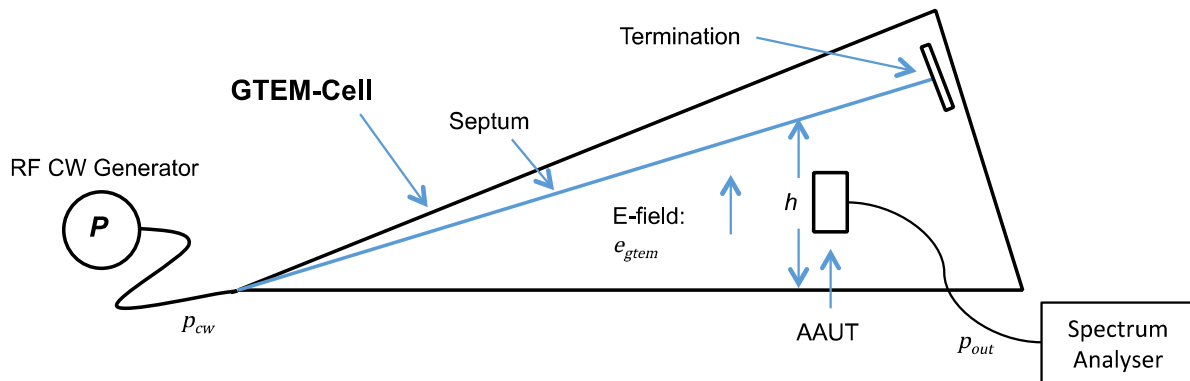 Termination
GTEM-Cell
Septum
RF CW Generator
P
h
E-field:
e_gtem
p_cw
AAUT
p_out
Spectrum
Analyser